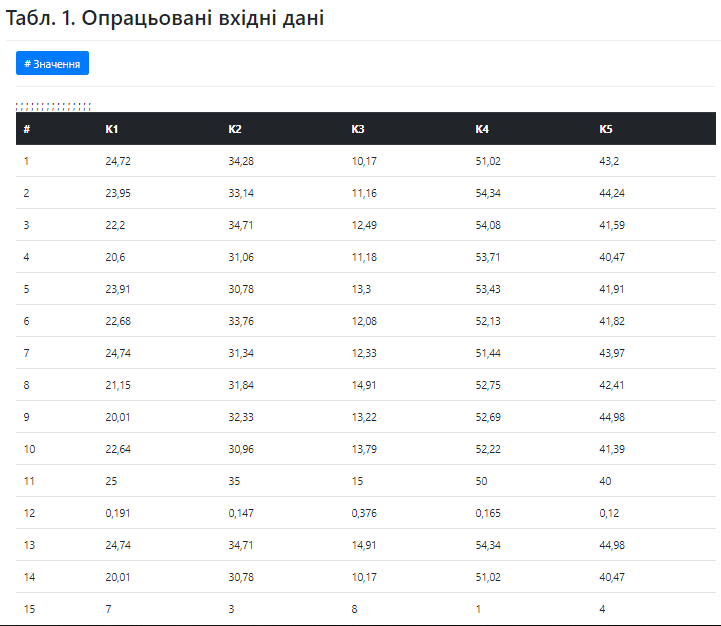 Табл. 1. Опрацьовані вхідні дані
# Значення
;;;;;;;;;;;;;;;
# K1 K2 K3 K4 K5
1 24,72 34,28 10,17 51,02 43,2
2 23,95 33,14 11,16 54,34 44,24
3 22,2 34,71 12,49 54,08 41,59
4 20,6 31,06 11,18 53,71 40,47
5 23,91 30,78 13,3 53,43 41,91
6 22,68 33,76 12,08 52,13 41,82
7 24,74 31,34 12,33 51,44 43,97
8 21,15 31,84 14,91 52,75 42,41
9 20,01 32,33 13,22 52,69 44,98
10 22,64 30,96 13,79 52,22 41,39
11 25 35 15 50 40
12 0,191 0,147 0,376 0,165 0,12
13 24,74 34,71 14,91 54,34 44,98
14 20,01 30,78 10,17 51,02 40,47
15 7 3 8 1 4